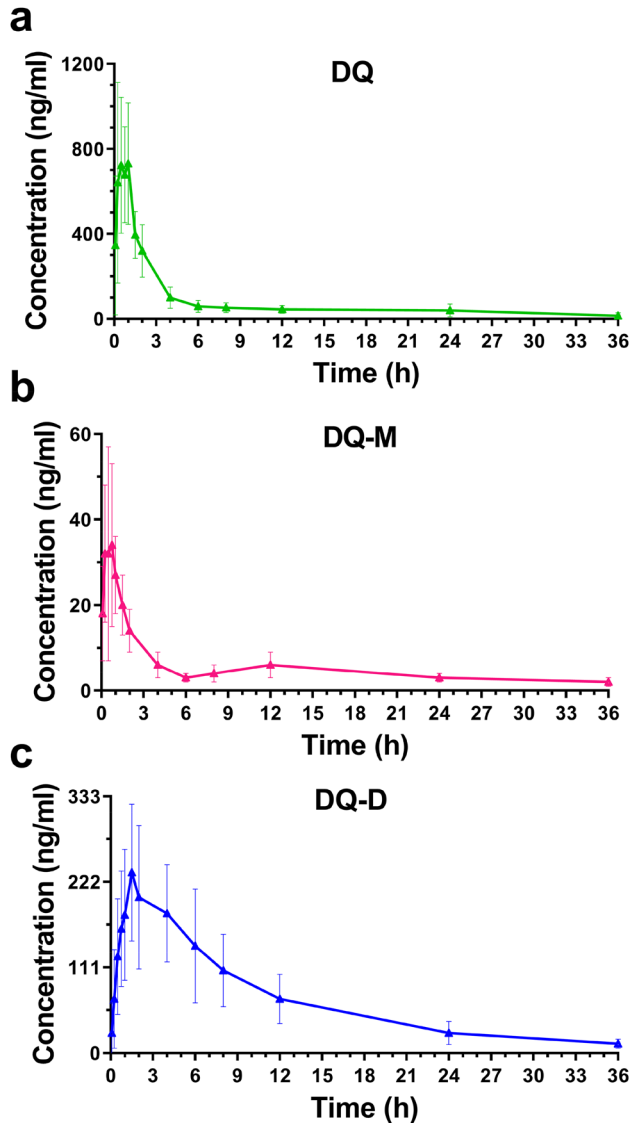 a
DQ
Concentration (ng/ml)
1200
800
400
0
0 3 6 9 12 15 18 21 24 27 30 33 36
Time (h)
b
DQ-M
Concentration (ng/ml)
60
40
20
0
0 3 6 9 12 15 18 21 24 27 30 33 36
Time (h)
c
DQ-D
Concentration (ng/ml)
333
222
111
0
0 3 6 9 12 15 18 21 24 27 30 33 36
Time (h)